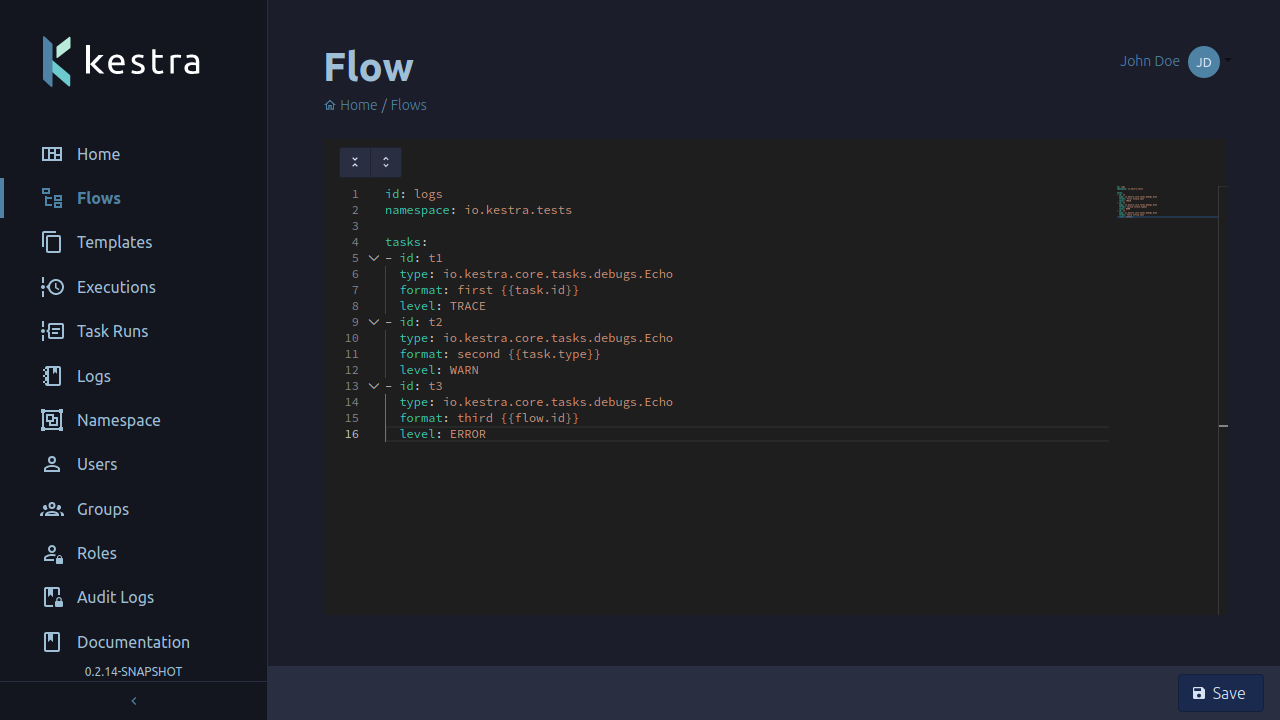 kestra
Home
Flows
Templates
Executions
Task Runs
Logs
Namespace
Users
Groups
Roles
Audit Logs
Documentation
0.2.14-SNAPSHOT
Flow
Home / Flows
John Doe JD
1 id: logs
2 namespace: io.kestra.tests
3
4 tasks:
5 - id: t1
6 type: io.kestra.core.tasks.debugs.Echo
7 format: first {{task.id}}
8 level: TRACE
9 - id: t2
10 type: io.kestra.core.tasks.debugs.Echo
11 format: second {{task.type}}
12 level: WARN
13 - id: t3
14 type: io.kestra.core.tasks.debugs.Echo
15 format: third {{flow.id}}
16 level: ERROR
Save